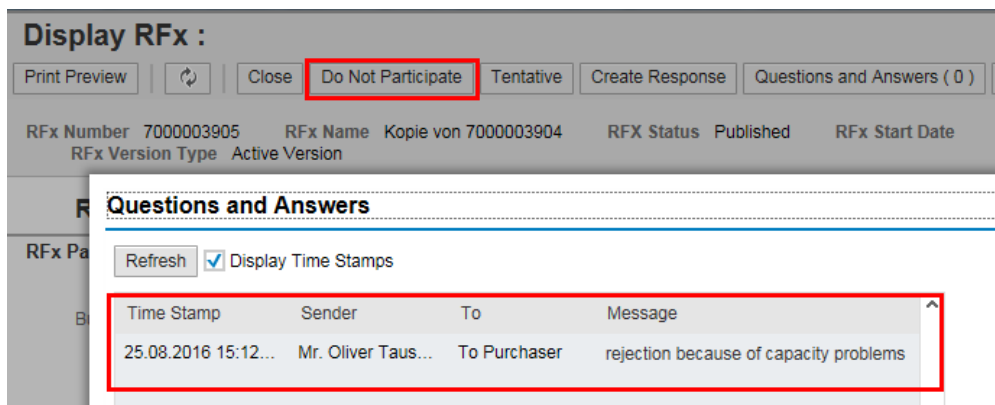 Display RFx :
Print Preview Close Do Not Participate Tentative Create Response Questions and Answers ( 0 )
RFx Number 7000003905 RFx Name Kopie von 7000003904 RFX Status Published RFx Start Date
RFx Version Type Active Version
Questions and Answers
RFx Pa
Refresh Display Time Stamps
Time Stamp Sender To Message
25.08.2016 15:12... Mr. Oliver Taus... To Purchaser rejection because of capacity problems